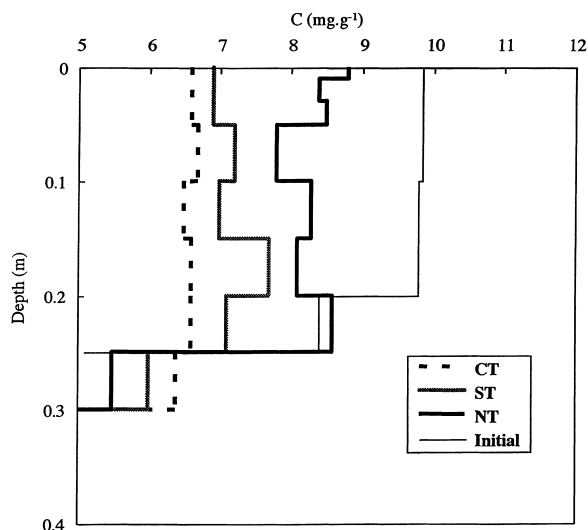 C (mg.g-1)
5 6 7 8 9 10 11 12
0
0.1
0.2
0.3
0.4
Depth (m)
CT
ST
NT
Initial